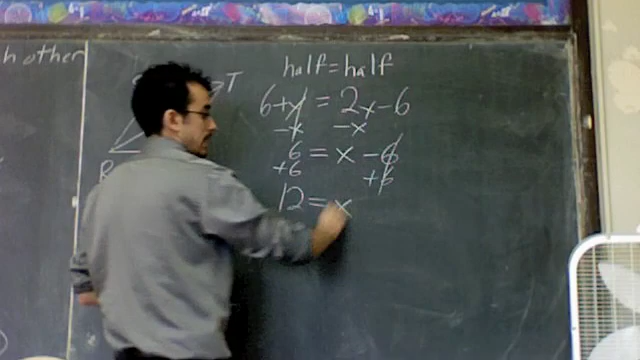 h other
half = half
T
6+x = 2x-6
-x -x
6 = x -6
R
+6 +6
12 = x